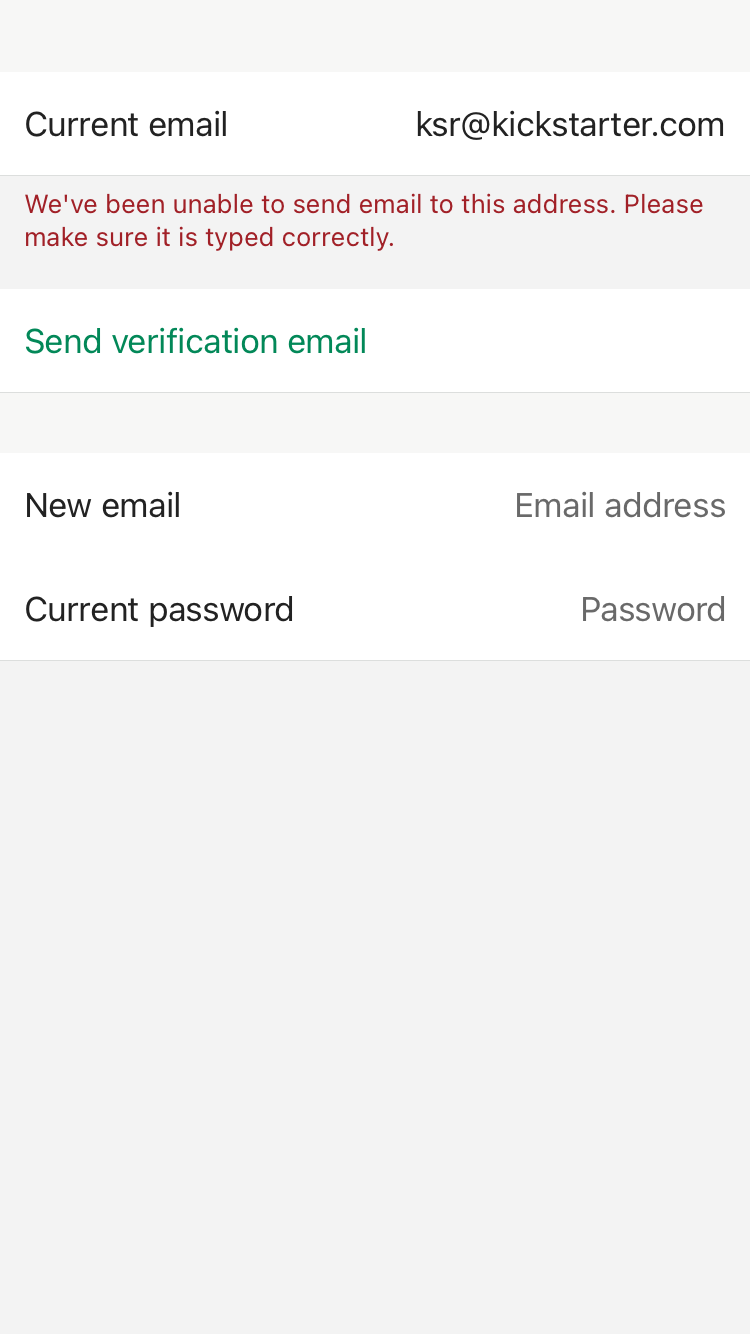 Current email ksr@kickstarter.com
We've been unable to send email to this address. Please
make sure it is typed correctly.
Send verification email
New email Email address
Current password Password